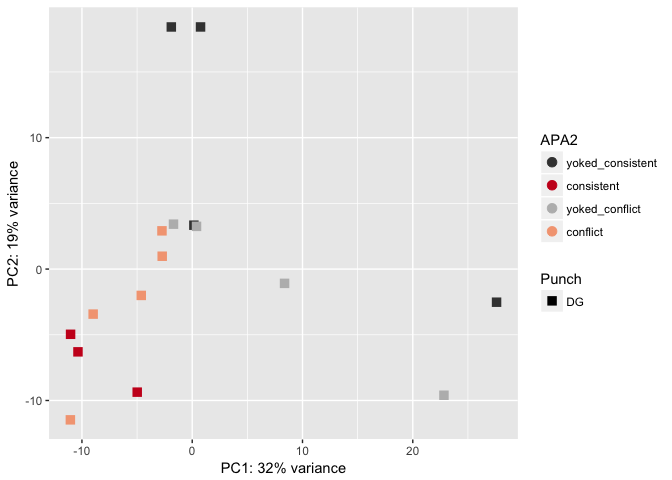 10
0
-10
PC2: 19% variance
-10
0
10
20
PC1: 32% variance
APA2
yoked_consistent
consistent
yoked_conflict
conflict
Punch
DG